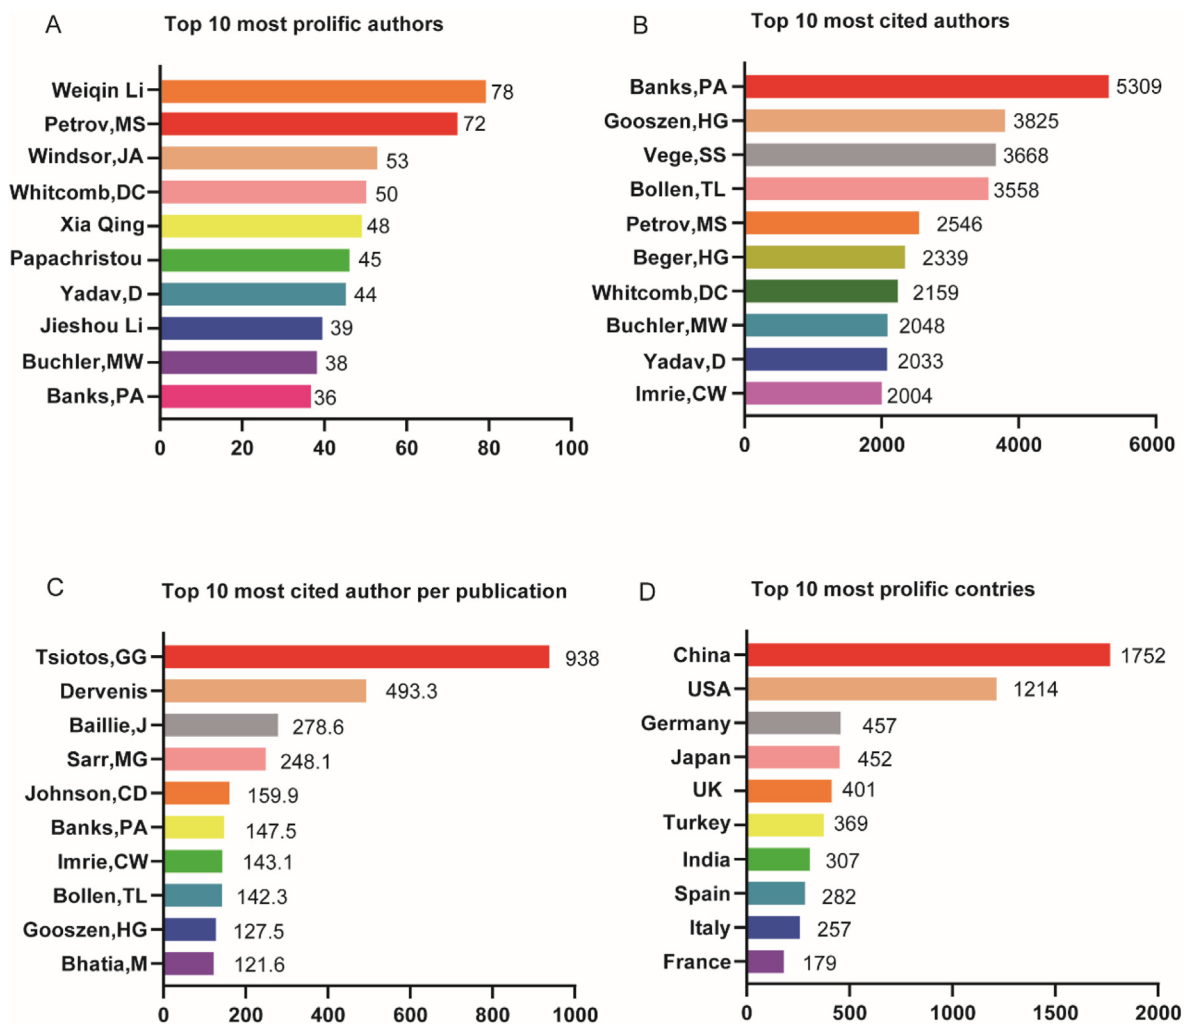 A
Top 10 most prolific authors
Weiqin Li 78
Petrov,MS 72
Windsor,JA 53
Whitcomb,DC 50
Xia Qing 48
Papachristou 45
Yadav,D 44
Jieshou Li 39
Buchler,MW 38
Banks,PA 36
0 20 40 60 80 100
B
Top 10 most cited authors
Banks,PA 5309
Gooszen,HG 3825
Vege,SS 3668
Bollen,TL 3558
Petrov,MS 2546
Beger,HG 2339
Whitcomb,DC 2159
Buchler,MW 2048
Yadav,D 2033
Imrie,CW 2004
0 2000 4000 6000
C
Top 10 most cited author per publication
Tsiotos,GG 938
Dervenis 493.3
Baillie,J 278.6
Sarr,MG 248.1
Johnson,CD 159.9
Banks,PA 147.5
Imrie,CW 143.1
Bollen,TL 142.3
Gooszen,HG 127.5
Bhatia,M 121.6
0 200 400 600 800 1000
D
Top 10 most prolific contries
China 1752
USA 1214
Germany 457
Japan 452
UK 401
Turkey 369
India 307
Spain 282
Italy 257
France 179
0 500 1000 1500 2000